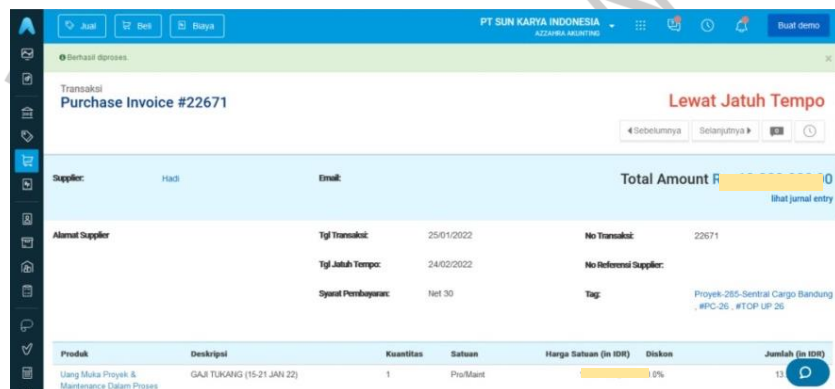 Jual Beli Biaya PT SUN KARYA INDONESIA Buat demo
AZZAHRA AKUNTING
Berhasil diproses.
Transaksi
Purchase Invoice #22671 Lewat Jatuh Tempo
Sebelumnya Selanjutnya
Supplier: Hadi Email: Total Amount
lihat jurnal entry
Alamat Supplier Tgl Transaksi: 25/01/2022 No Transaksi: 22671
Tgl Jatuh Tempo: 24/02/2022 No Referensi Supplier:
Syarat Pembayaran: Net 30 Tag: Proyek-285-Sentral Cargo Bandung
, #PC-26 , #TOP UP 26
Produk Deskripsi Kuantitas Satuan Harga Satuan (in IDR) Diskon Jumlah (in IDR)
Uang Muka Proyek & GAJI TUKANG (15-21 JAN 22) 1 Pro/Maint
Maintenance Dalam Proses